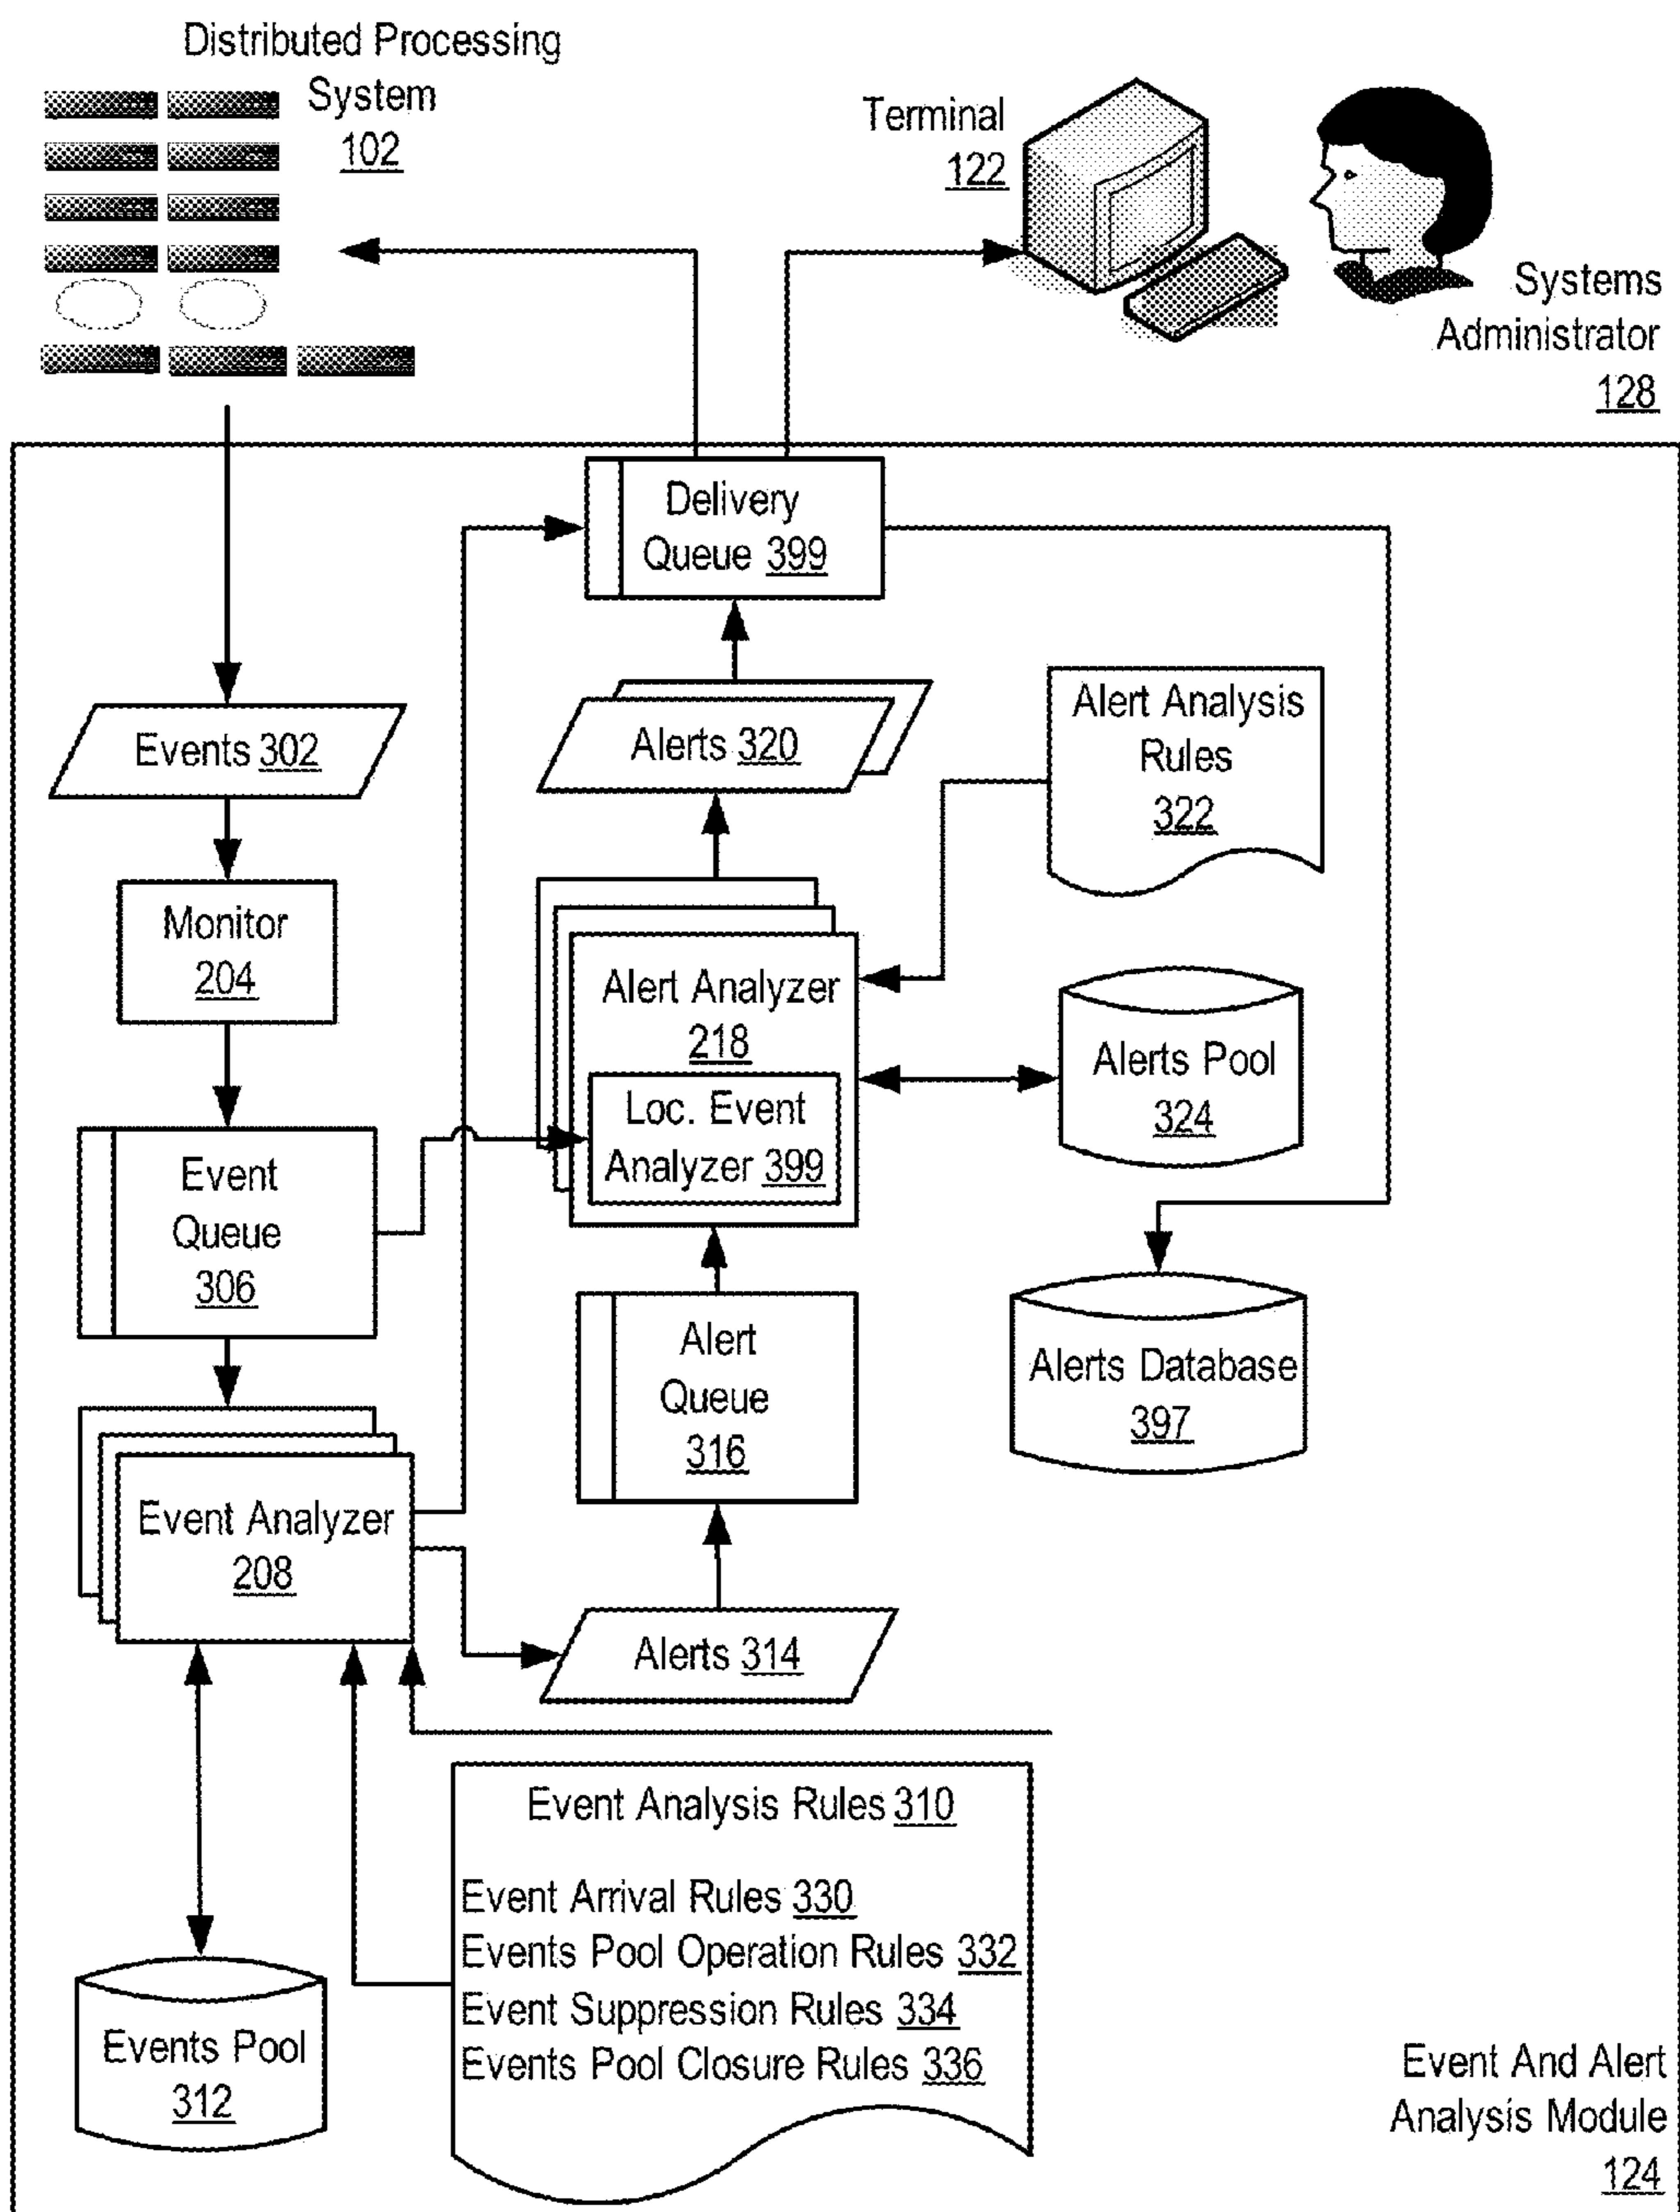 Distributed Processing
System
102
Terminal
122
Systems
Administrator
128
Delivery
Queue 399
Events 302
Alerts 320
Alert Analysis
Rules
322
Monitor
204
Alert Analyzer
218
Loc. Event
Analyzer 399
Alerts Pool
324
Event
Queue
306
Alert
Queue
316
Alerts Database
397
Event Analyzer
208
Alerts 314
Event Analysis Rules 310
Event Arrival Rules 330
Events Pool Operation Rules 332
Event Suppression Rules 334
Events Pool Closure Rules 336
Events Pool
312
Event And Alert
Analysis Module
124